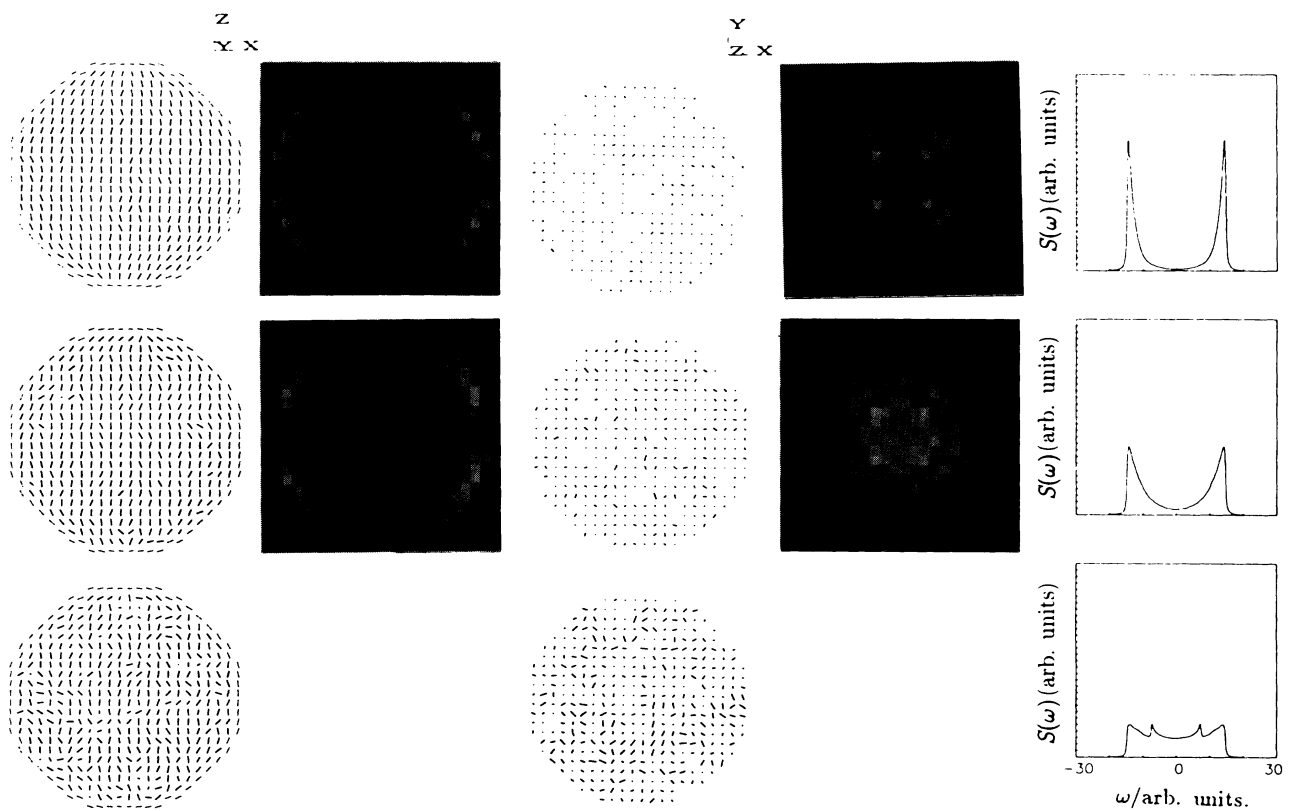 Z
Y X
Y
Z X
S(ω)(arb. units)
S(ω)(arb. units)
S(ω)(arb. units)
-30 0 30
ω/arb. units.